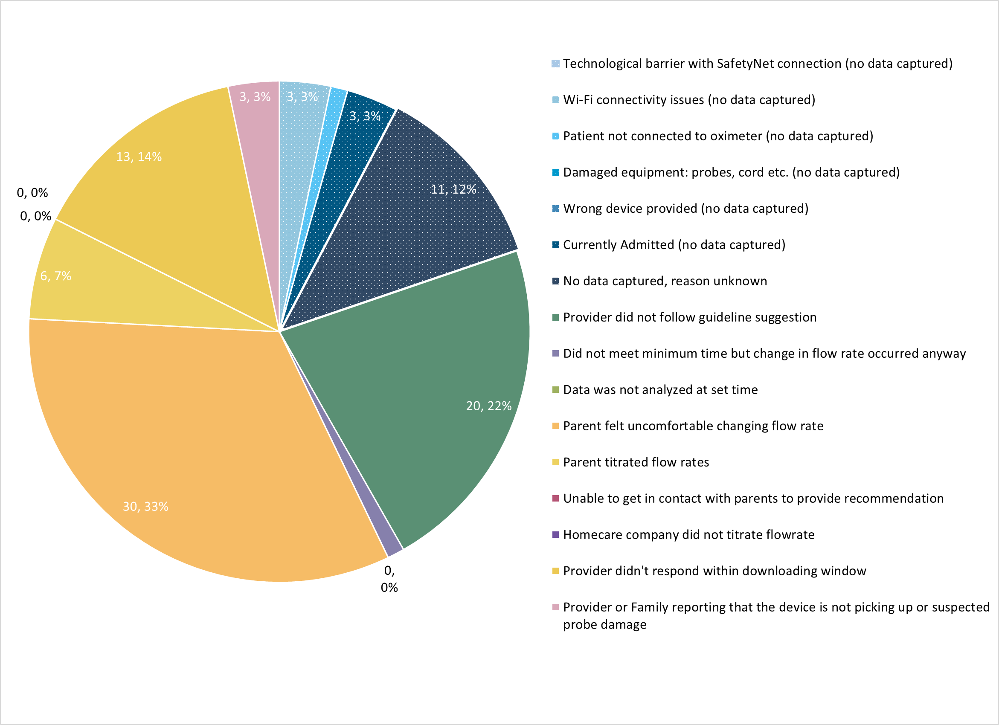 3, 3%
3, 3%
3, 3%
11, 12%
13, 14%
0, 0%
0, 0%
6, 7%
20, 22%
30, 33%
0,
0%
Technological barrier with SafetyNet connection (no data captured)
Wi-Fi connectivity issues (no data captured)
Patient not connected to oximeter (no data captured)
Damaged equipment: probes, cord etc. (no data captured)
Wrong device provided (no data captured)
Currently Admitted (no data captured)
No data captured, reason unknown
Provider did not follow guideline suggestion
Did not meet minimum time but change in flow rate occurred anyway
Data was not analyzed at set time
Parent felt uncomfortable changing flow rate
Parent titrated flow rates
Unable to get in contact with parents to provide recommendation
Homecare company did not titrate flowrate
Provider didn't respond within downloading window
Provider or Family reporting that the device is not picking up or suspected
probe damage